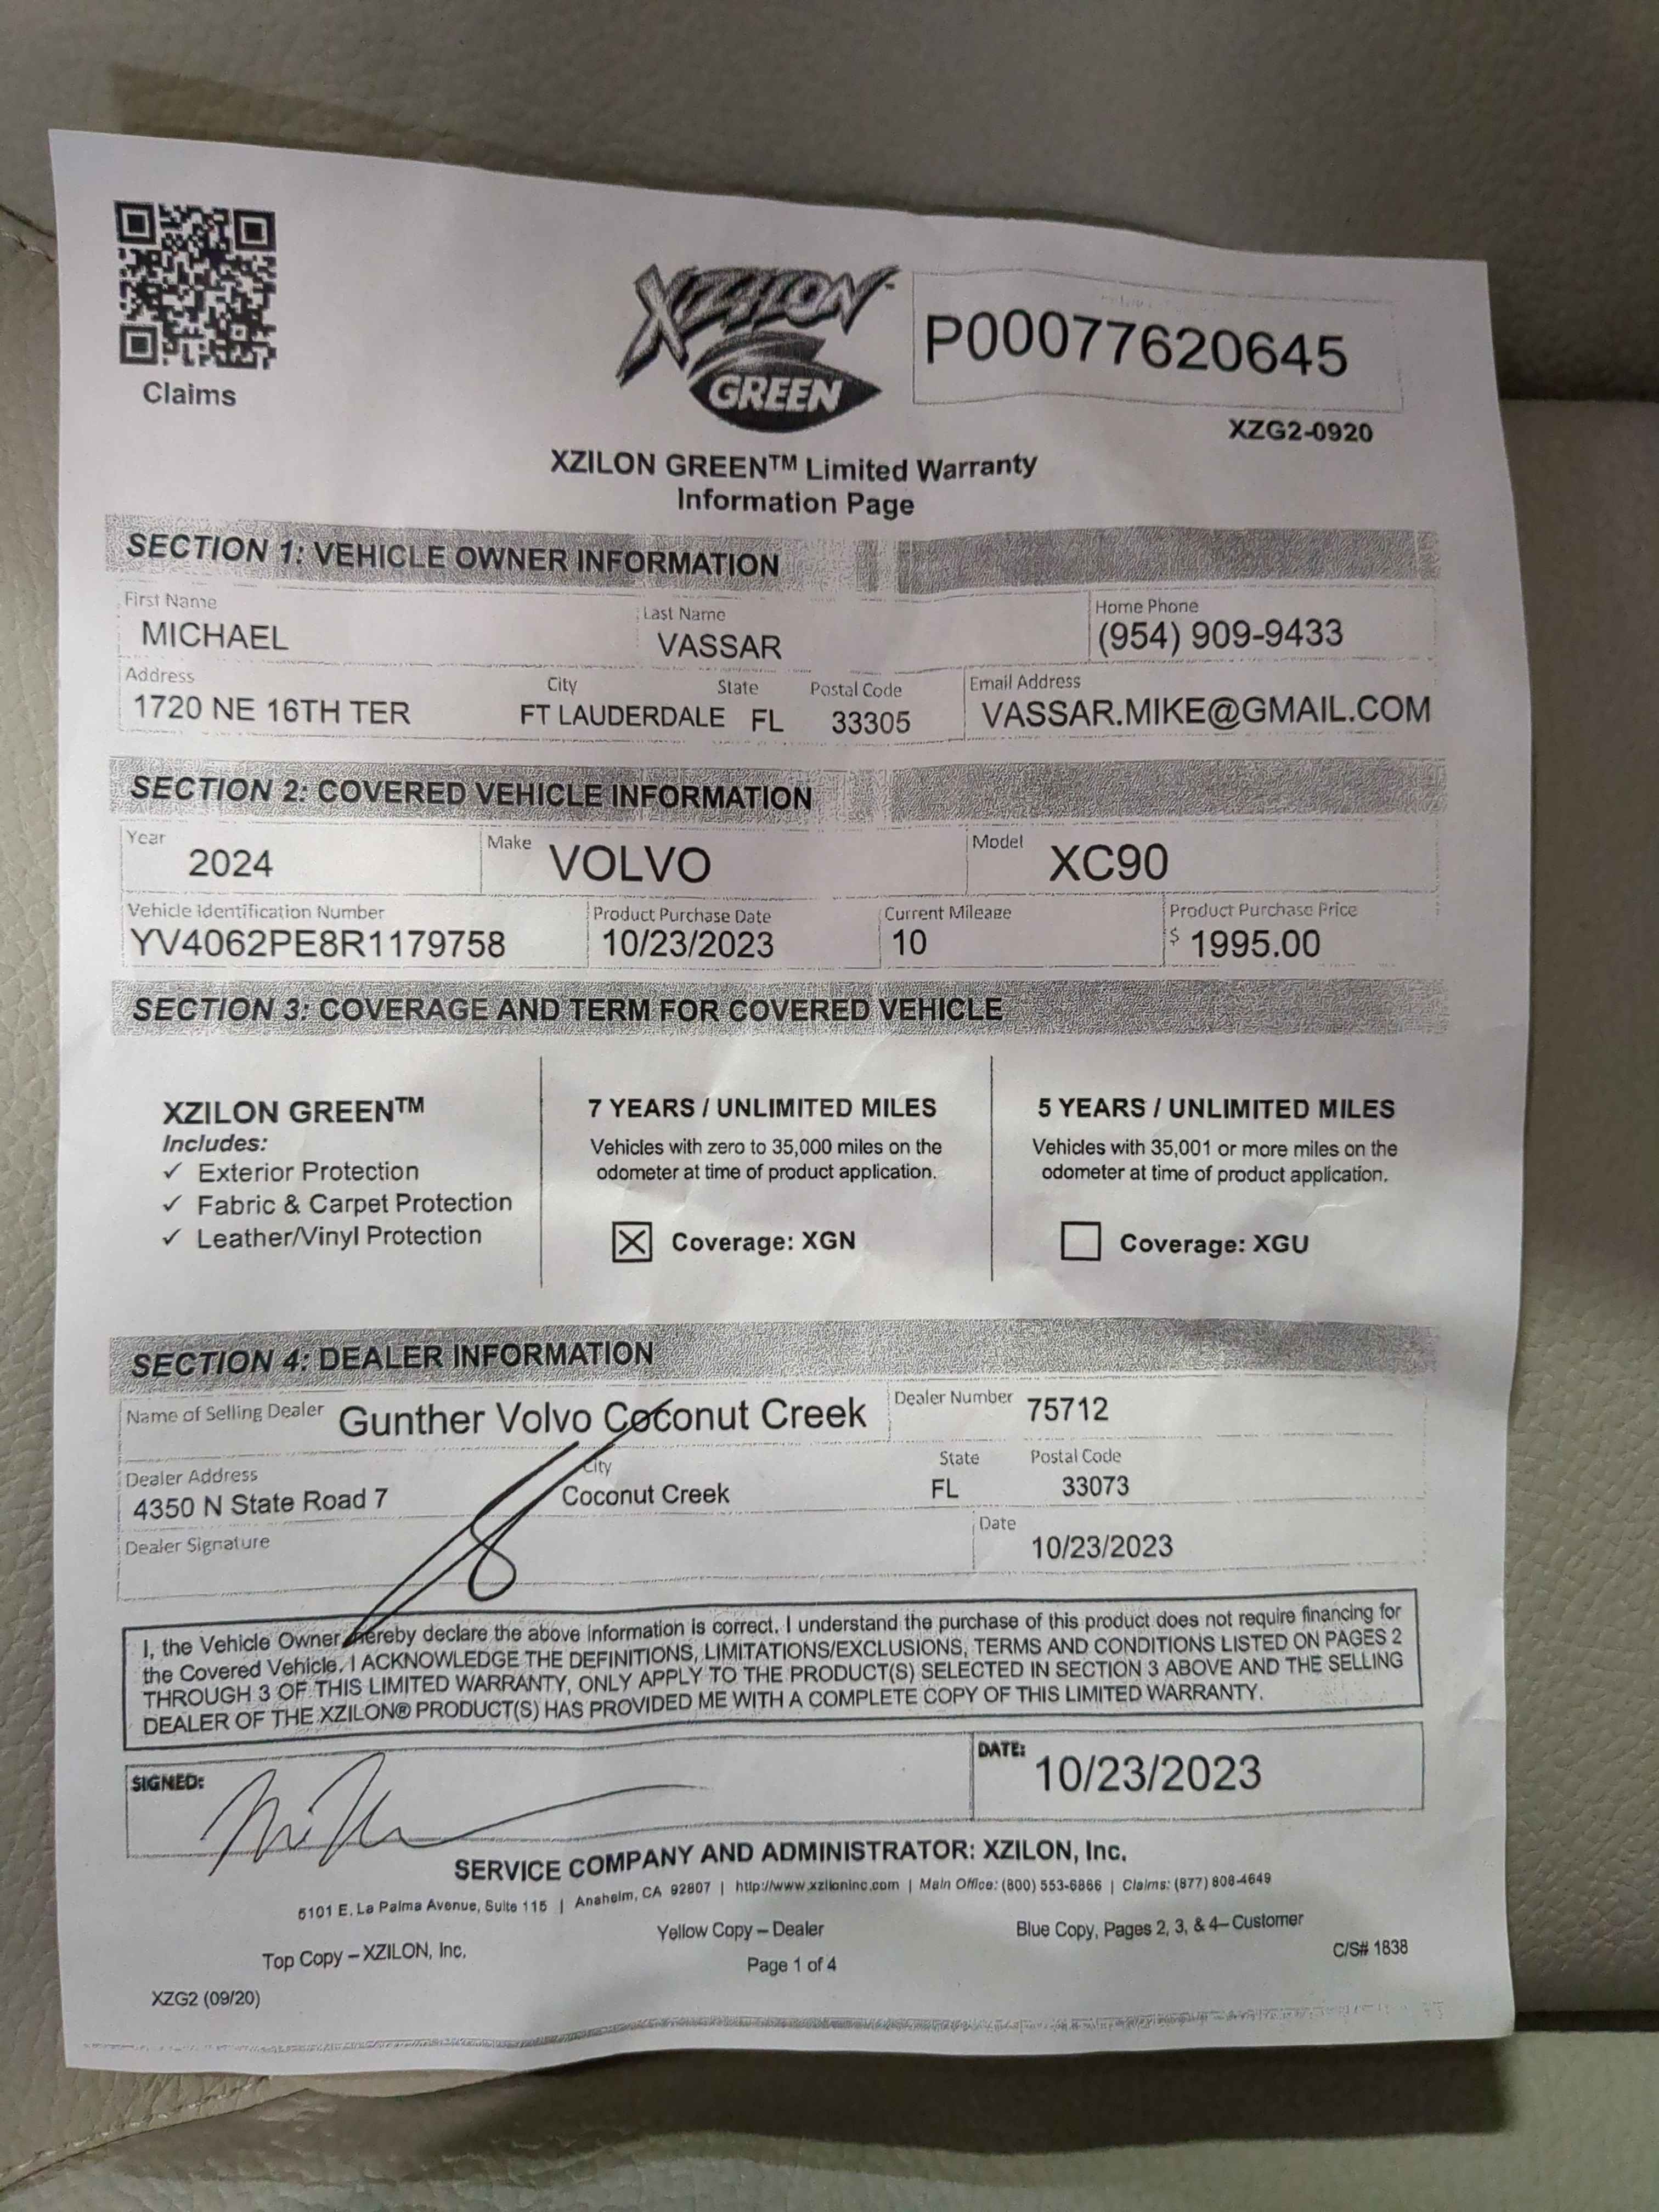 Claims
XZILON
GREEN
P00077620645
XZG2-0920
XZILON GREEN™ Limited Warranty
Information Page
SECTION 1: VEHICLE OWNER INFORMATION
First Name Last Name Home Phone
MICHAEL VASSAR (954) 909-9433
Address City State Postal Code Email Address
1720 NE 16TH TER FT LAUDERDALE FL 33305 VASSAR.MIKE@GMAIL.COM
SECTION 2: COVERED VEHICLE INFORMATION
Year 2024 Make VOLVO Model XC90
Vehicle Identification Number Product Purchase Date Current Mileage Product Purchase Price
YV4062PE8R1179758 10/23/2023 10 $ 1995.00
SECTION 3: COVERAGE AND TERM FOR COVERED VEHICLE
XZILON GREEN™
Includes:
✓ Exterior Protection
✓ Fabric & Carpet Protection
✓ Leather/Vinyl Protection
7 YEARS / UNLIMITED MILES
Vehicles with zero to 35,000 miles on the
odometer at time of product application.
☒ Coverage: XGN
5 YEARS / UNLIMITED MILES
Vehicles with 35,001 or more miles on the
odometer at time of product application.
☐ Coverage: XGU
SECTION 4: DEALER INFORMATION
Name of Selling Dealer Gunther Volvo Coconut Creek Dealer Number 75712
Dealer Address City State Postal Code
4350 N State Road 7 Coconut Creek FL 33073
Dealer Signature Date
10/23/2023
I, the Vehicle Owner hereby declare the above information is correct. I understand the purchase of this product does not require financing for
the Covered Vehicle. I ACKNOWLEDGE THE DEFINITIONS, LIMITATIONS/EXCLUSIONS, TERMS AND CONDITIONS LISTED ON PAGES 2
THROUGH 3 OF THIS LIMITED WARRANTY, ONLY APPLY TO THE PRODUCT(S) SELECTED IN SECTION 3 ABOVE AND THE SELLING
DEALER OF THE XZILON® PRODUCT(S) HAS PROVIDED ME WITH A COMPLETE COPY OF THIS LIMITED WARRANTY.
SIGNED: DATE: 10/23/2023
SERVICE COMPANY AND ADMINISTRATOR: XZILON, Inc.
5101 E. La Palma Avenue, Suite 115 | Anaheim, CA 92807 | http://www.xziloninc.com | Main Office: (800) 553-6866 | Claims: (877) 808-4649
Top Copy – XZILON, Inc. Yellow Copy – Dealer Blue Copy, Pages 2, 3, & 4– Customer
Page 1 of 4
C/S# 1838
XZG2 (09/20)